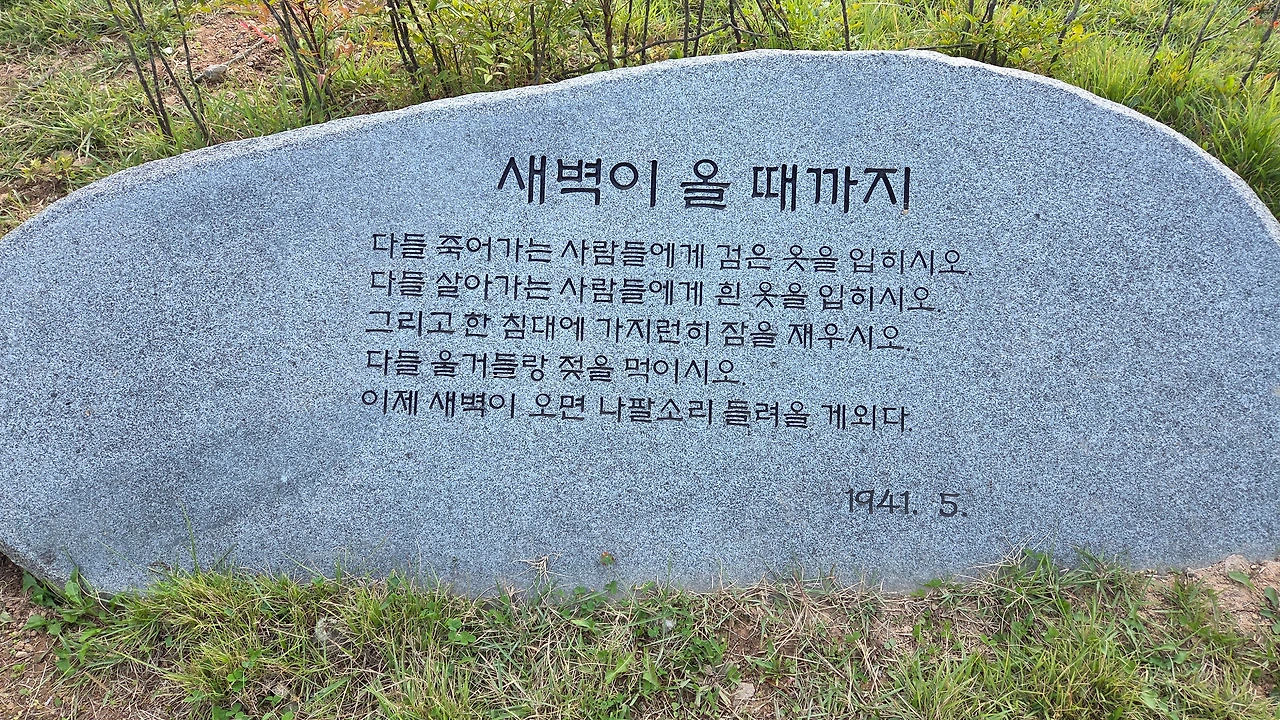 새벽이 올 때까지
다들 죽어가는 사람들에게 검은 옷을 입히시오.
다들 살아가는 사람들에게 흰 옷을 입히시오.
그리고 한 침대에 가지런히 잠을 재우시오.
다들 울거들랑 젖을 먹이시오.
이제 새벽이 오면 나팔소리 들려올 게외다.
1941. 5.